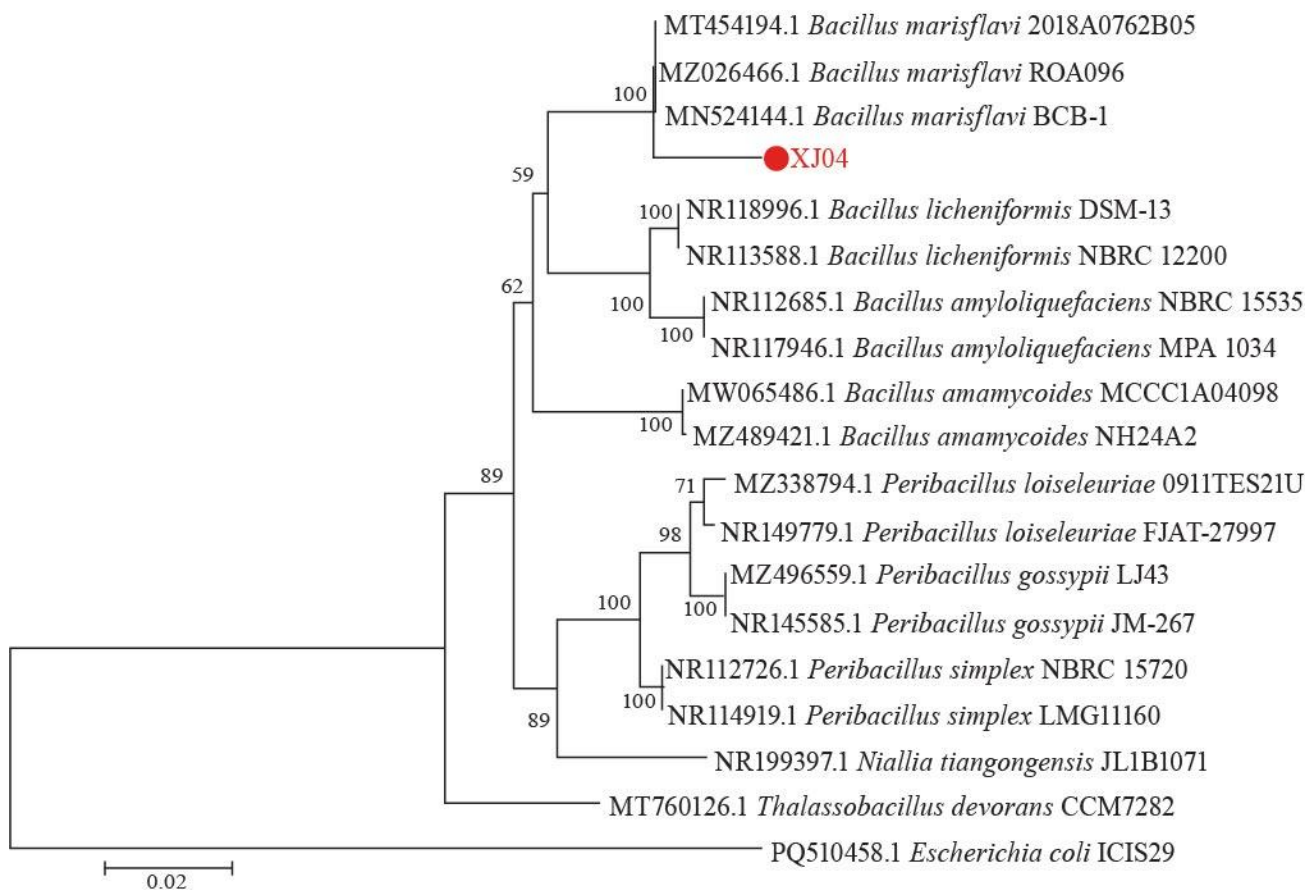 MT454194.1 Bacillus marisflavi 2018A0762B05
MZ026466.1 Bacillus marisflavi ROA096
100
MN524144.1 Bacillus marisflavi BCB-1
XJ04
59
NR118996.1 Bacillus licheniformis DSM-13
100
NR113588.1 Bacillus licheniformis NBRC 12200
62
NR112685.1 Bacillus amyloliquefaciens NBRC 15535
100
100
NR117946.1 Bacillus amyloliquefaciens MPA 1034
MW065486.1 Bacillus amamycoides MCCC1A04098
100
MZ489421.1 Bacillus amamycoides NH24A2
89
71
MZ338794.1 Peribacillus loiseleuriae 0911TES21U
NR149779.1 Peribacillus loiseleuriae FJAT-27997
98
MZ496559.1 Peribacillus gossypii LJ43
100
100
NR145585.1 Peribacillus gossypii JM-267
NR112726.1 Peribacillus simplex NBRC 15720
100
NR114919.1 Peribacillus simplex LMG11160
89
NR199397.1 Niallia tiangongensis JL1B1071
MT760126.1 Thalassobacillus devorans CCM7282
PQ510458.1 Escherichia coli ICIS29
0.02